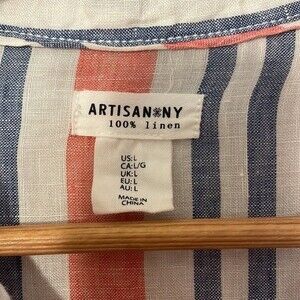 ARTISAN NY
100% linen
US:L
CA:L/G
UK:L
EU:L
AU:L
MADE IN
CHINA